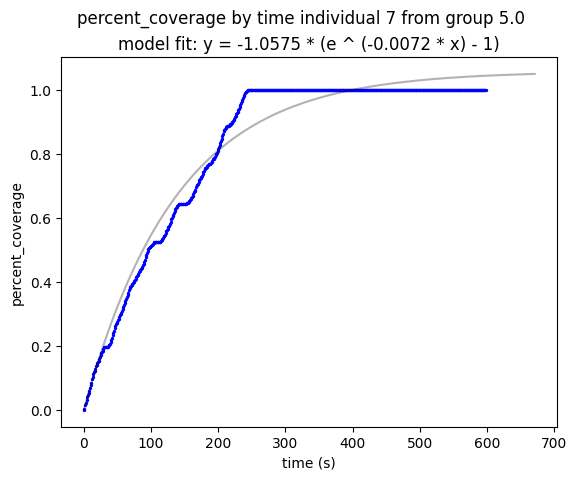 percent_coverage by time individual 7 from group 5.0
model fit: y = -1.0575 * (e ^ (-0.0072 * x) - 1)
percent_coverage
1.0
0.8
0.6
0.4
0.2
0.0
0 100 200 300 400 500 600 700
time (s)